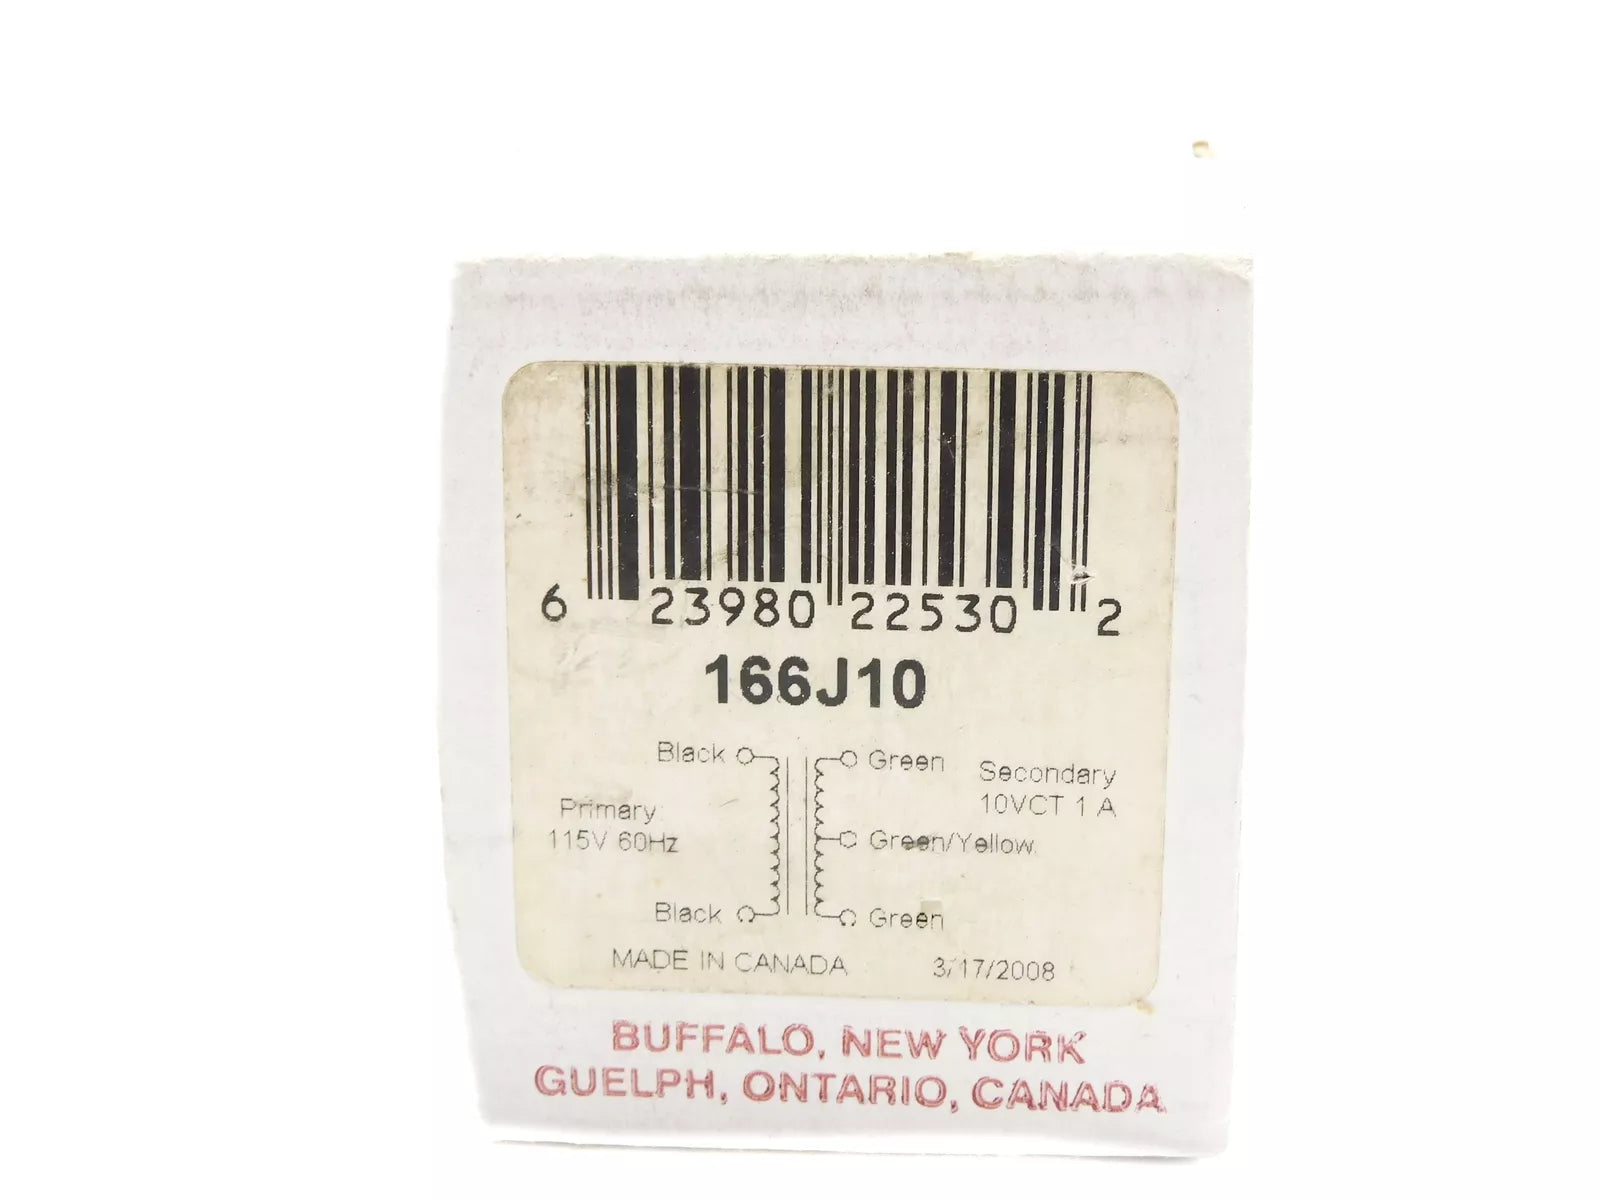 6 23980 22530 2
166J10
Black Green
Secondary
10VCT 1 A
Primary
115V 60Hz
Green/Yellow
Black Green
MADE IN CANADA 3/17/2008
BUFFALO, NEW YORK
GUELPH, ONTARIO, CANADA